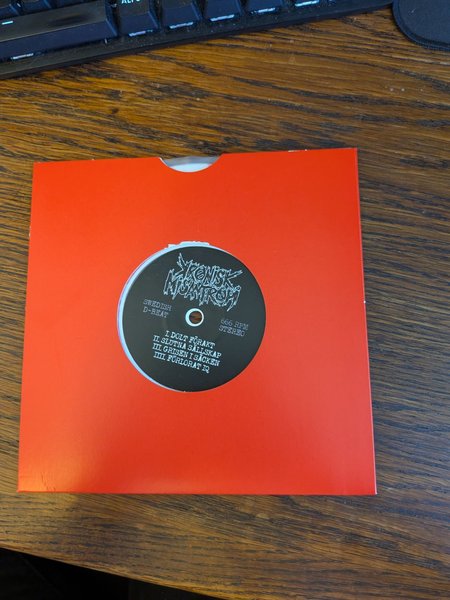 SWEDISH
D-BEAT
666 RPM
STEREO
I. DOLT FÖRAKT
II. SLUTNA SÄLLSKAP
III. GRISEN I SÄCKEN
IIII. FÖRLORAT IQ